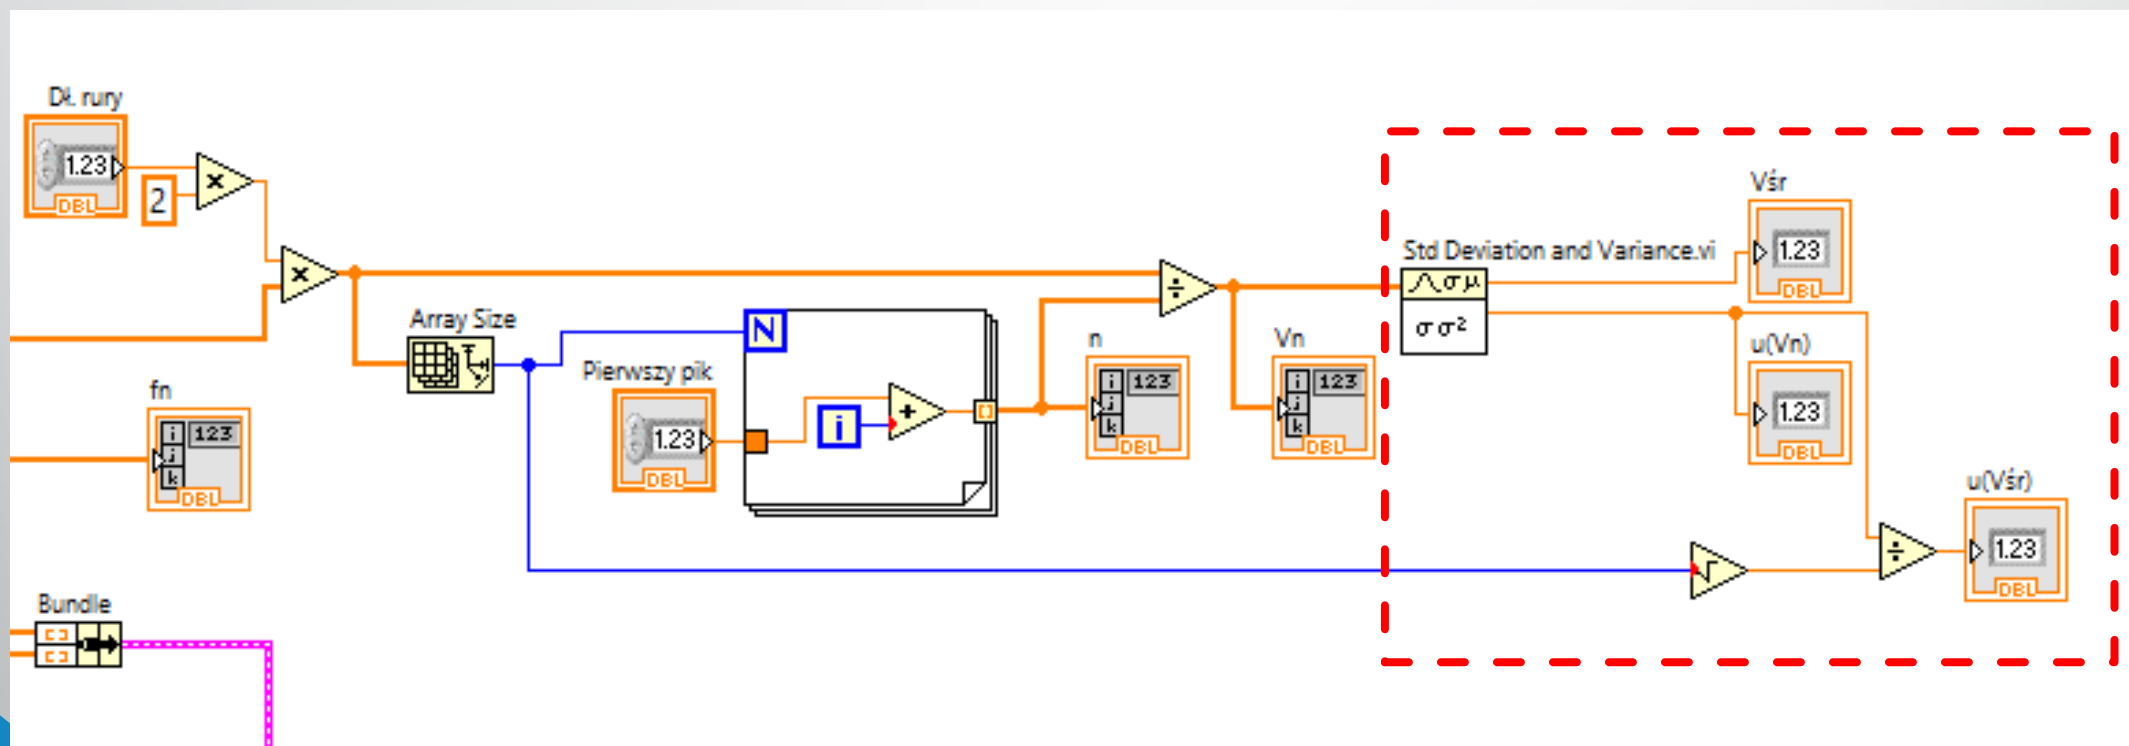 Dł. rury
1.23
DBL
2
×
×
Array Size
fn
i
j
k
123
DBL
Pierwszy pik
1.23
DBL
N
i
+
÷
n
i
j
k
123
DBL
Vn
i
j
k
123
DBL
Std Deviation and Variance.vi
σ μ
σ σ²
Vśr
1.23
DBL
u(Vn)
1.23
DBL
√
÷
u(Vśr)
1.23
DBL
Bundle